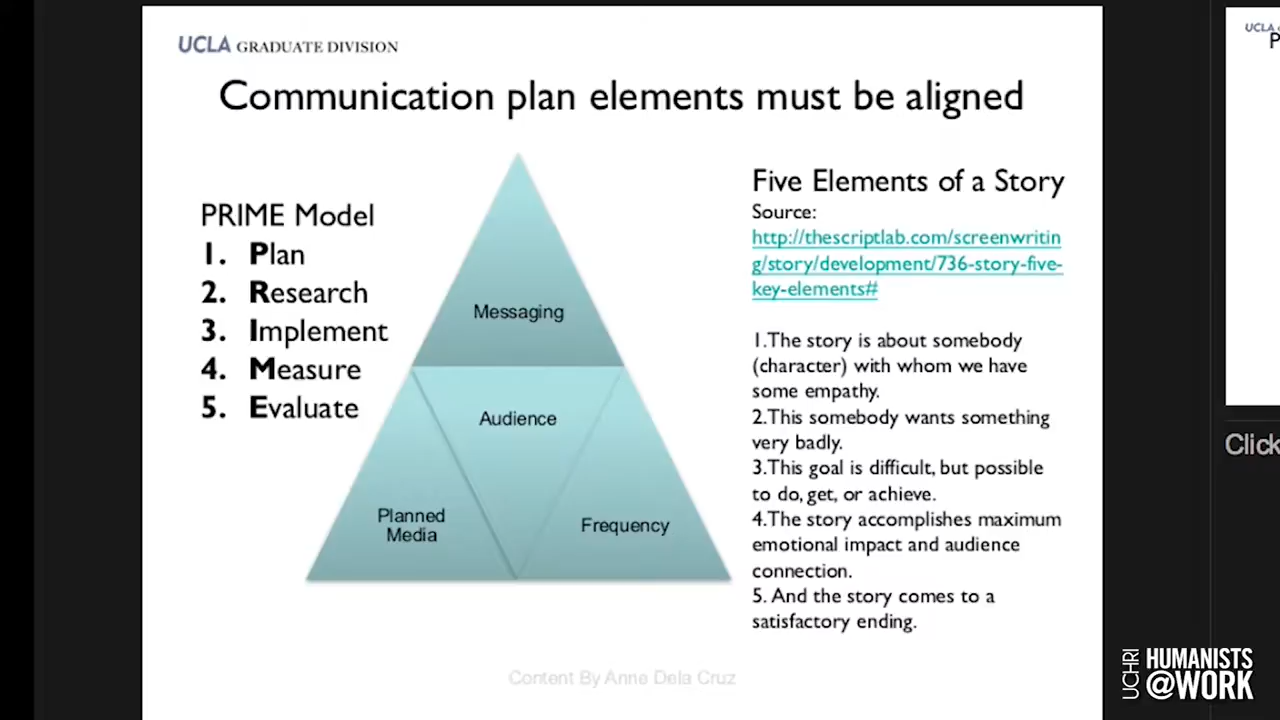 UCLA GRADUATE DIVISION
Communication plan elements must be aligned
PRIME Model
1. Plan
2. Research
3. Implement
4. Measure
5. Evaluate
Messaging
Audience
Planned
Media
Frequency
Five Elements of a Story
Source:
http://thescriptlab.com/screenwritin
g/story/development/736-story-five-
key-elements#
1.The story is about somebody
(character) with whom we have
some empathy.
2.This somebody wants something
very badly.
3.This goal is difficult, but possible
to do, get, or achieve.
4.The story accomplishes maximum
emotional impact and audience
connection.
5. And the story comes to a
satisfactory ending.
Content By Anne Dela Cruz
UCLA
P
Click
UCHRI
HUMANISTS
@WORK